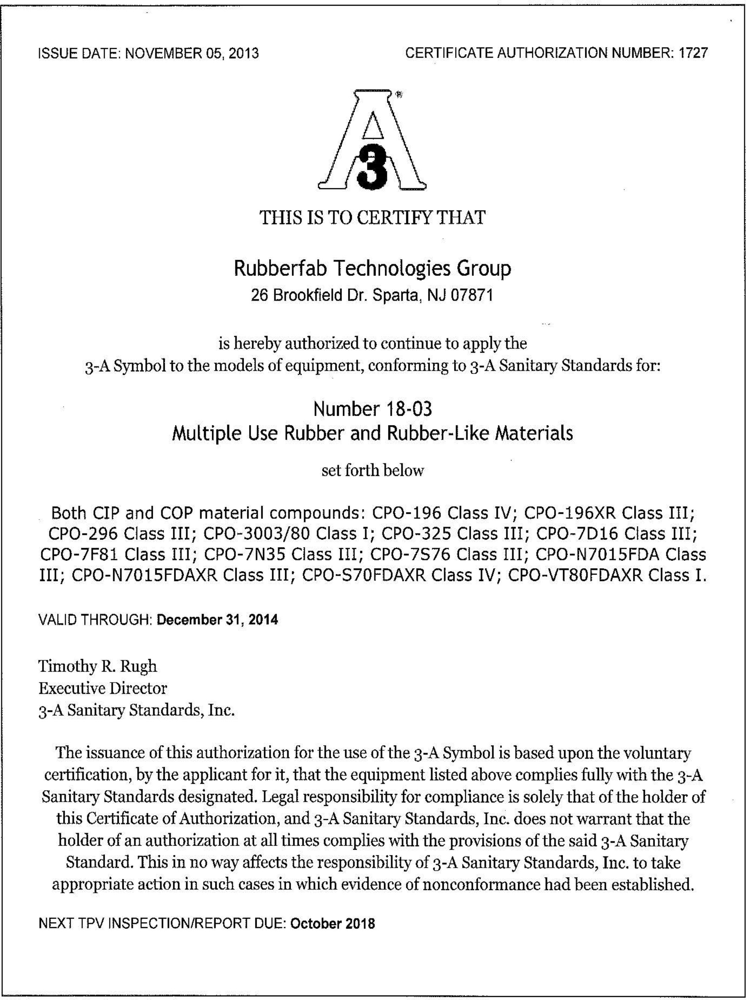 ISSUE DATE: NOVEMBER 05, 2013
CERTIFICATE AUTHORIZATION NUMBER: 1727
A ®
3
THIS IS TO CERTIFY THAT
Rubberfab Technologies Group
26 Brookfield Dr. Sparta, NJ 07871
is hereby authorized to continue to apply the
3-A Symbol to the models of equipment, conforming to 3-A Sanitary Standards for:
Number 18-03
Multiple Use Rubber and Rubber-Like Materials
set forth below
Both CIP and COP material compounds: CPO-196 Class IV; CPO-196XR Class III;
CPO-296 Class III; CPO-3003/80 Class I; CPO-325 Class III; CPO-7D16 Class III;
CPO-7F81 Class III; CPO-7N35 Class III; CPO-7S76 Class III; CPO-N7015FDA Class
III; CPO-N7015FDAXR Class III; CPO-S70FDAXR Class IV; CPO-VT80FDAXR Class I.
VALID THROUGH: December 31, 2014
Timothy R. Rugh
Executive Director
3-A Sanitary Standards, Inc.
The issuance of this authorization for the use of the 3-A Symbol is based upon the voluntary
certification, by the applicant for it, that the equipment listed above complies fully with the 3-A
Sanitary Standards designated. Legal responsibility for compliance is solely that of the holder of
this Certificate of Authorization, and 3-A Sanitary Standards, Inc. does not warrant that the
holder of an authorization at all times complies with the provisions of the said 3-A Sanitary
Standard. This in no way affects the responsibility of 3-A Sanitary Standards, Inc. to take
appropriate action in such cases in which evidence of nonconformance had been established.
NEXT TPV INSPECTION/REPORT DUE: October 2018